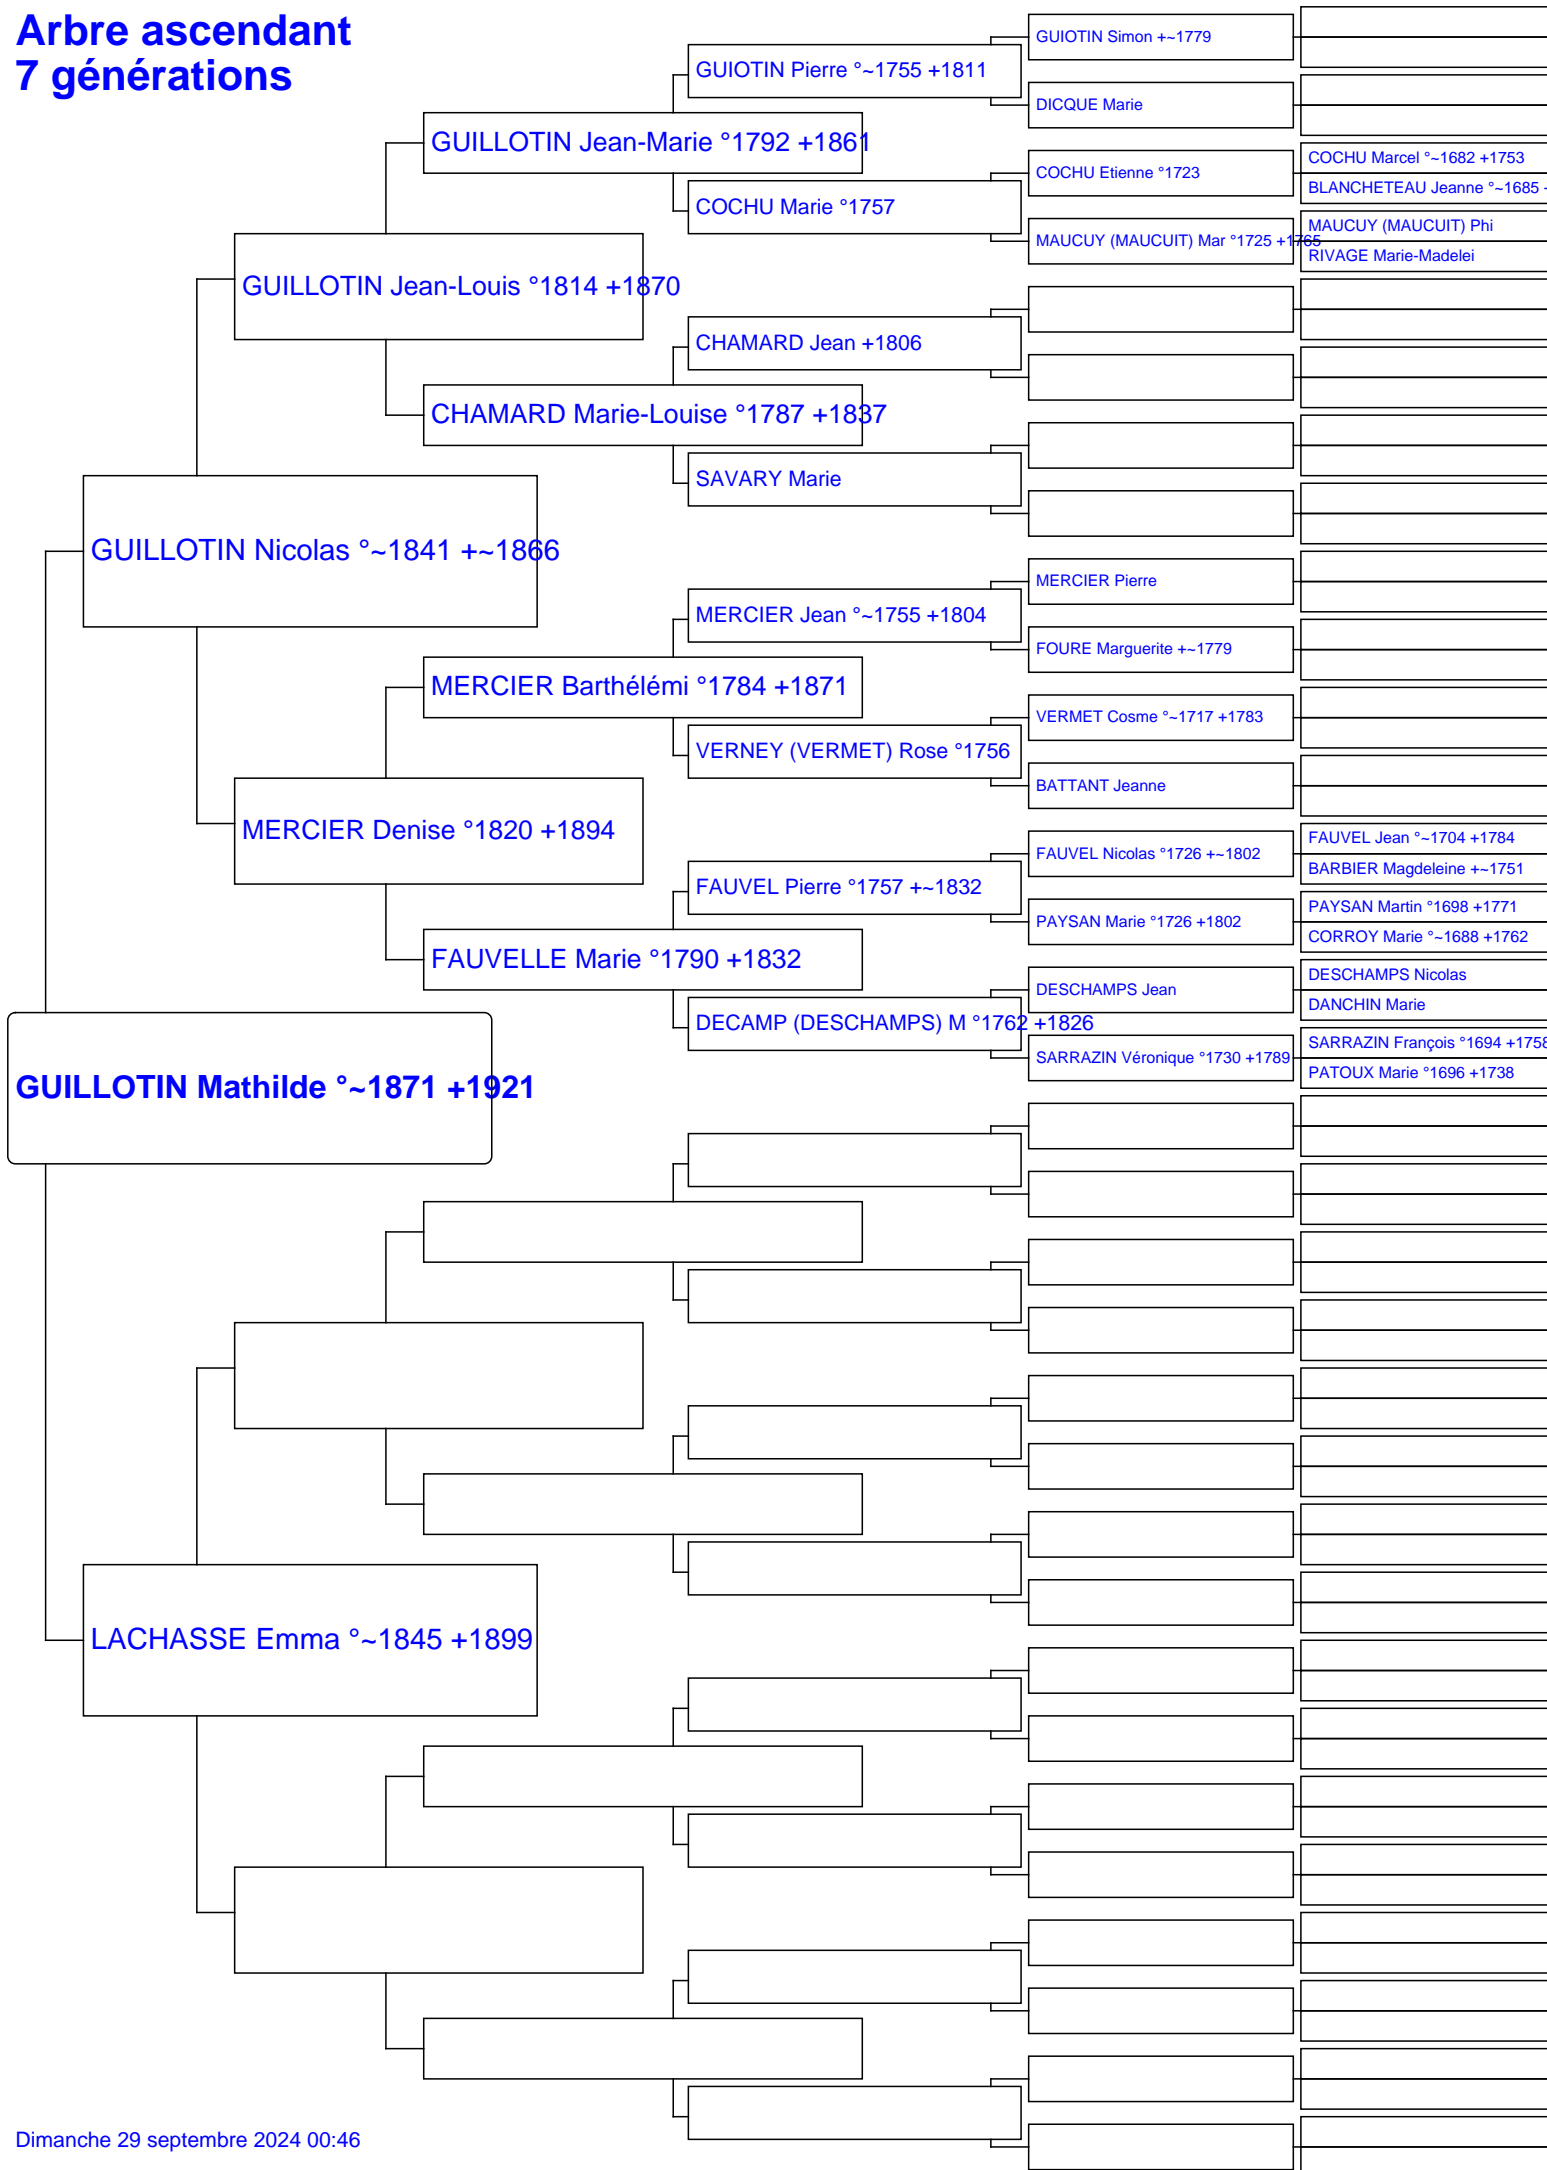 Arbre ascendant
7 générations
GUILLOTIN Mathilde °~1871 +1921
GUILLOTIN Nicolas °~1841 +~1866
LACHASSE Emma °~1845 +1899
GUILLOTIN Jean-Louis °1814 +1870
MERCIER Denise °1820 +1894
GUILLOTIN Jean-Marie °1792 +1861
CHAMARD Marie-Louise °1787 +1837
MERCIER Barthélémi °1784 +1871
FAUVELLE Marie °1790 +1832
GUIOTIN Pierre °~1755 +1811
COCHU Marie °1757
CHAMARD Jean +1806
SAVARY Marie
MERCIER Jean °~1755 +1804
VERNEY (VERMET) Rose °1756
FAUVEL Pierre °1757 +~1832
DECAMP (DESCHAMPS) M °1762 +1826
GUIOTIN Simon +~1779
DICQUE Marie
COCHU Etienne °1723
MAUCUY (MAUCUIT) Mar °1725 +1765
MERCIER Pierre
FOURE Marguerite +~1779
VERMET Cosme °~1717 +1783
BATTANT Jeanne
FAUVEL Nicolas °1726 +~1802
PAYSAN Marie °1726 +1802
DESCHAMPS Jean
SARRAZIN Véronique °1730 +1789
COCHU Marcel °~1682 +1753
BLANCHETEAU Jeanne °~1685
MAUCUY (MAUCUIT) Phi
RIVAGE Marie-Madelei
FAUVEL Jean °~1704 +1784
BARBIER Magdeleine +~1751
PAYSAN Martin °1698 +1771
CORROY Marie °~1688 +1762
DESCHAMPS Nicolas
DANCHIN Marie
SARRAZIN François °1694 +1758
PATOUX Marie °1696 +1738
Dimanche 29 septembre 2024 00:46